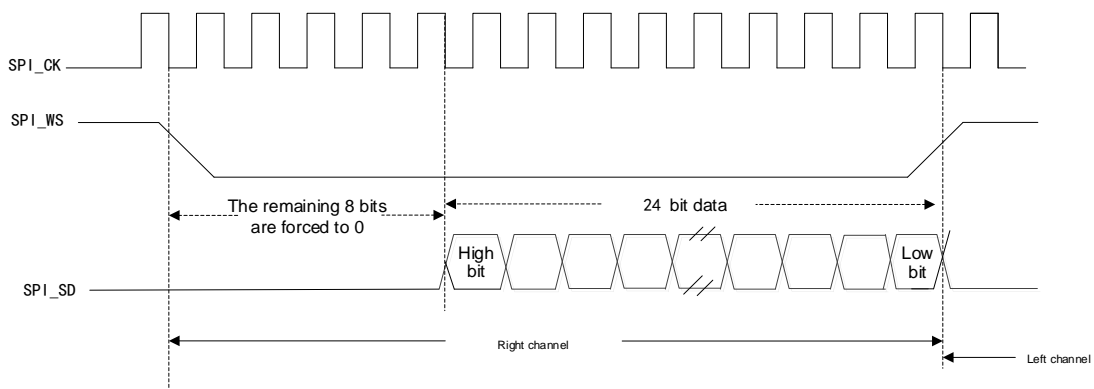 SPI_CK
SPI_WS
The remaining 8 bits
are forced to 0
24 bit data
High
bit
Low
bit
SPI_SD
Right channel
Left channel